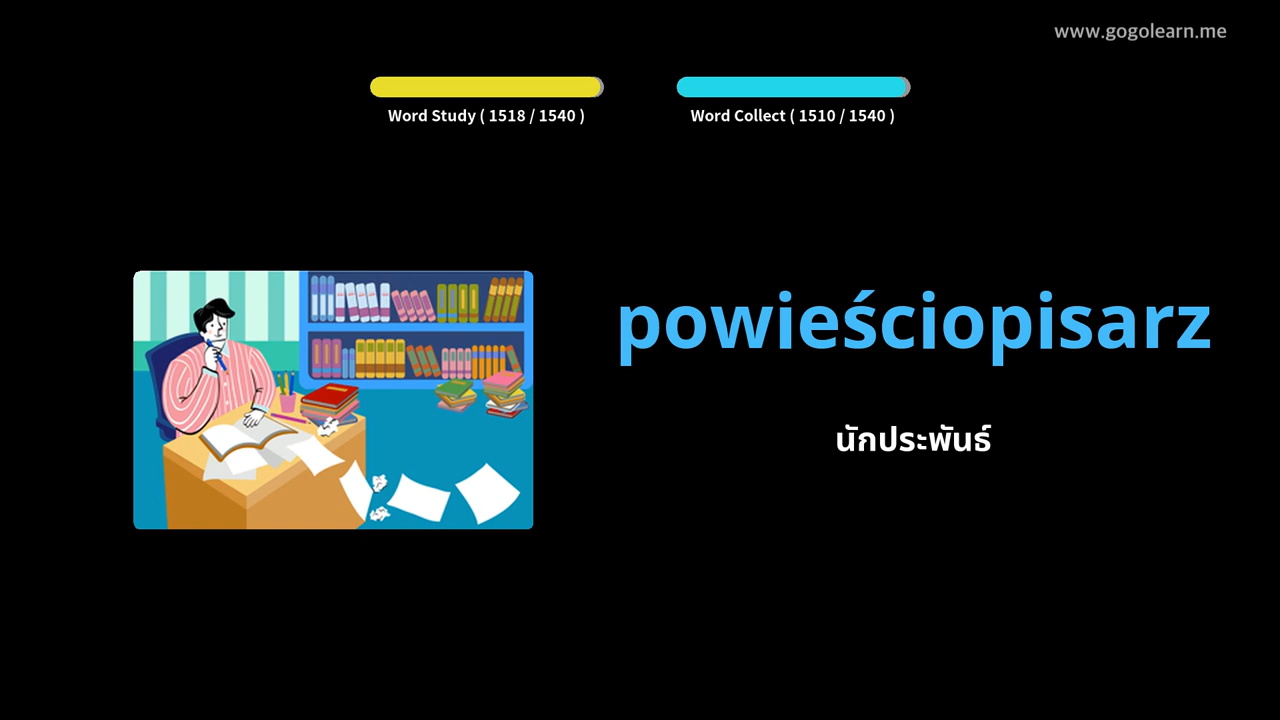 www.gogolearn.me
Word Study ( 1518 / 1540 )
Word Collect ( 1510 / 1540 )
powieściopisarz
นักประพันธ์